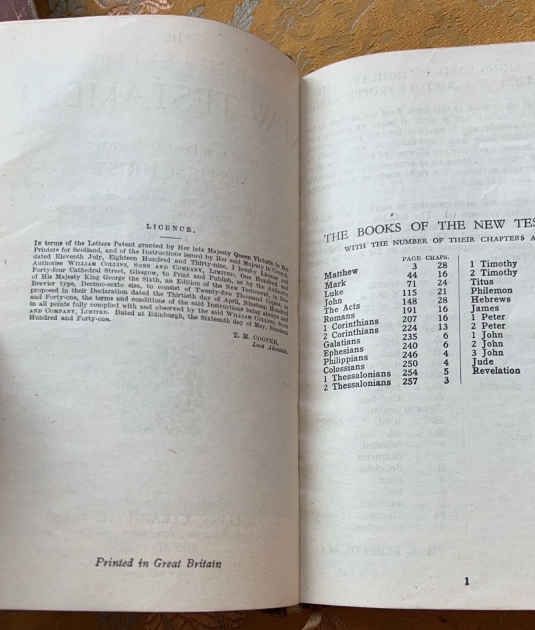 LICENCE.
In terms of the Letters Patent granted by Her late Majesty Queen Victoria, to Her
Printers for Scotland, and of the Instructions issued by Her said Majesty in Council,
dated Eleventh July, Eighteen Hundred and Thirty-nine, I hereby License and
Authorise WILLIAM COLLINS, SONS AND COMPANY, LIMITED, One Hundred and
Forty-four Cathedral Street, Glasgow, to Print and Publish, as by the Authority
of His Majesty King George the Sixth, an Edition of the New Testament, in
Brevier type, Decimo-sexto size, to consist of Twenty-Four Thousand, as
proposed in their Declaration dated the Thirtieth day of April, Nineteen Hundred
and Forty-one, the terms and conditions of the said Instructions being always and
in all points fully complied with and observed by the said WILLIAM COLLINS, SONS
AND COMPANY, LIMITED. Dated at Edinburgh, the Sixteenth day of May, Nineteen
Hundred and Forty-one.
T. M. COOPER,
Lord Advocate.
Printed in Great Britain
THE BOOKS OF THE NEW TES
WITH THE NUMBER OF THEIR CHAPTERS A
PAGE CHAPS.
Matthew 3 28
Mark 44 16
Luke 71 24
John 115 21
The Acts 148 28
Romans 191 16
1 Corinthians 207 16
2 Corinthians 224 13
Galatians 235 6
Ephesians 240 6
Philippians 246 4
Colossians 250 4
1 Thessalonians 254 5
2 Thessalonians 257 3
1 Timothy
2 Timothy
Titus
Philemon
Hebrews
James
1 Peter
2 Peter
1 John
2 John
3 John
Jude
Revelation
1